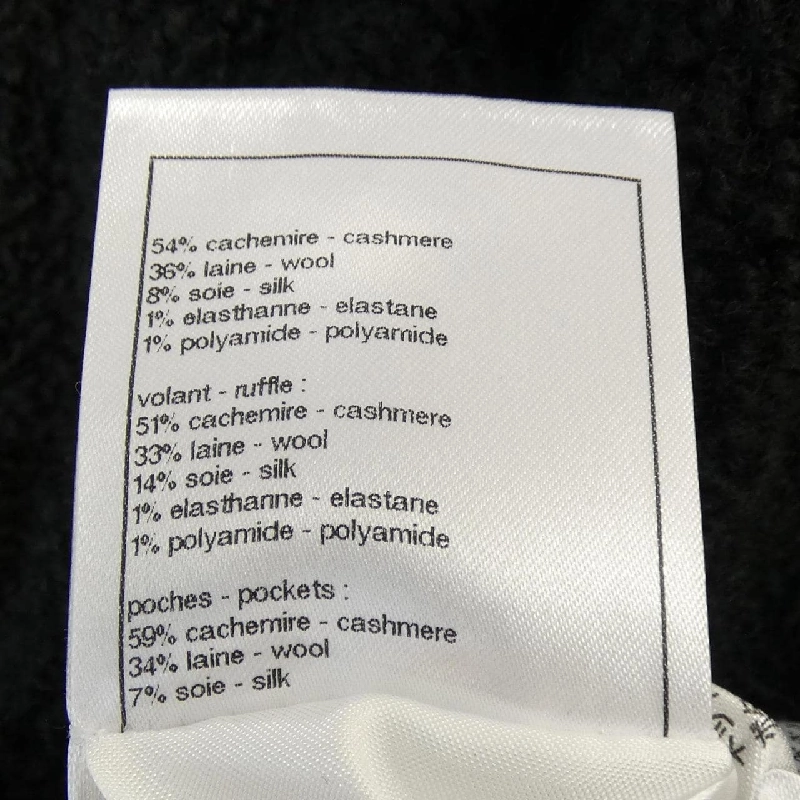 54% cachemire - cashmere
36% laine - wool
8% soie - silk
1% elasthanne - elastane
1% polyamide - polyamide
volant - ruffle :
51% cachemire - cashmere
33% laine - wool
14% soie - silk
1% elasthanne - elastane
1% polyamide - polyamide
poches - pockets :
59% cachemire - cashmere
34% laine - wool
7% soie - silk